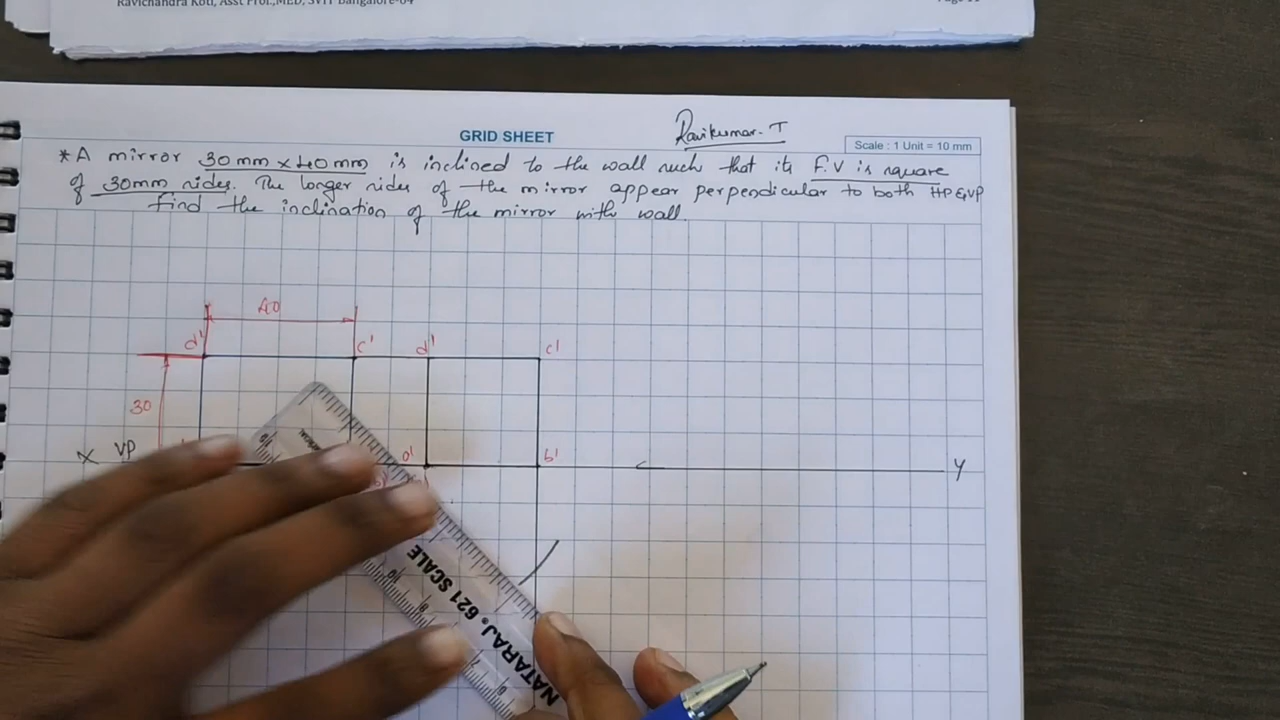 Ravichandra Koti, Asst Prof.,MED, SVIT Bangalore-64
GRID SHEET
Ravikumar. T
Scale : 1 Unit = 10 mm
* A mirror 30mm x 40mm is inclined to the wall such that its F.V is square
of 30mm sides. The longer sides of the mirror appear perpendicular to both HP & VP
find the inclination of the mirror with wall.
40
d' c' d' c'
30
X VP a' b' Y
NATARAJ. 621 SCALE